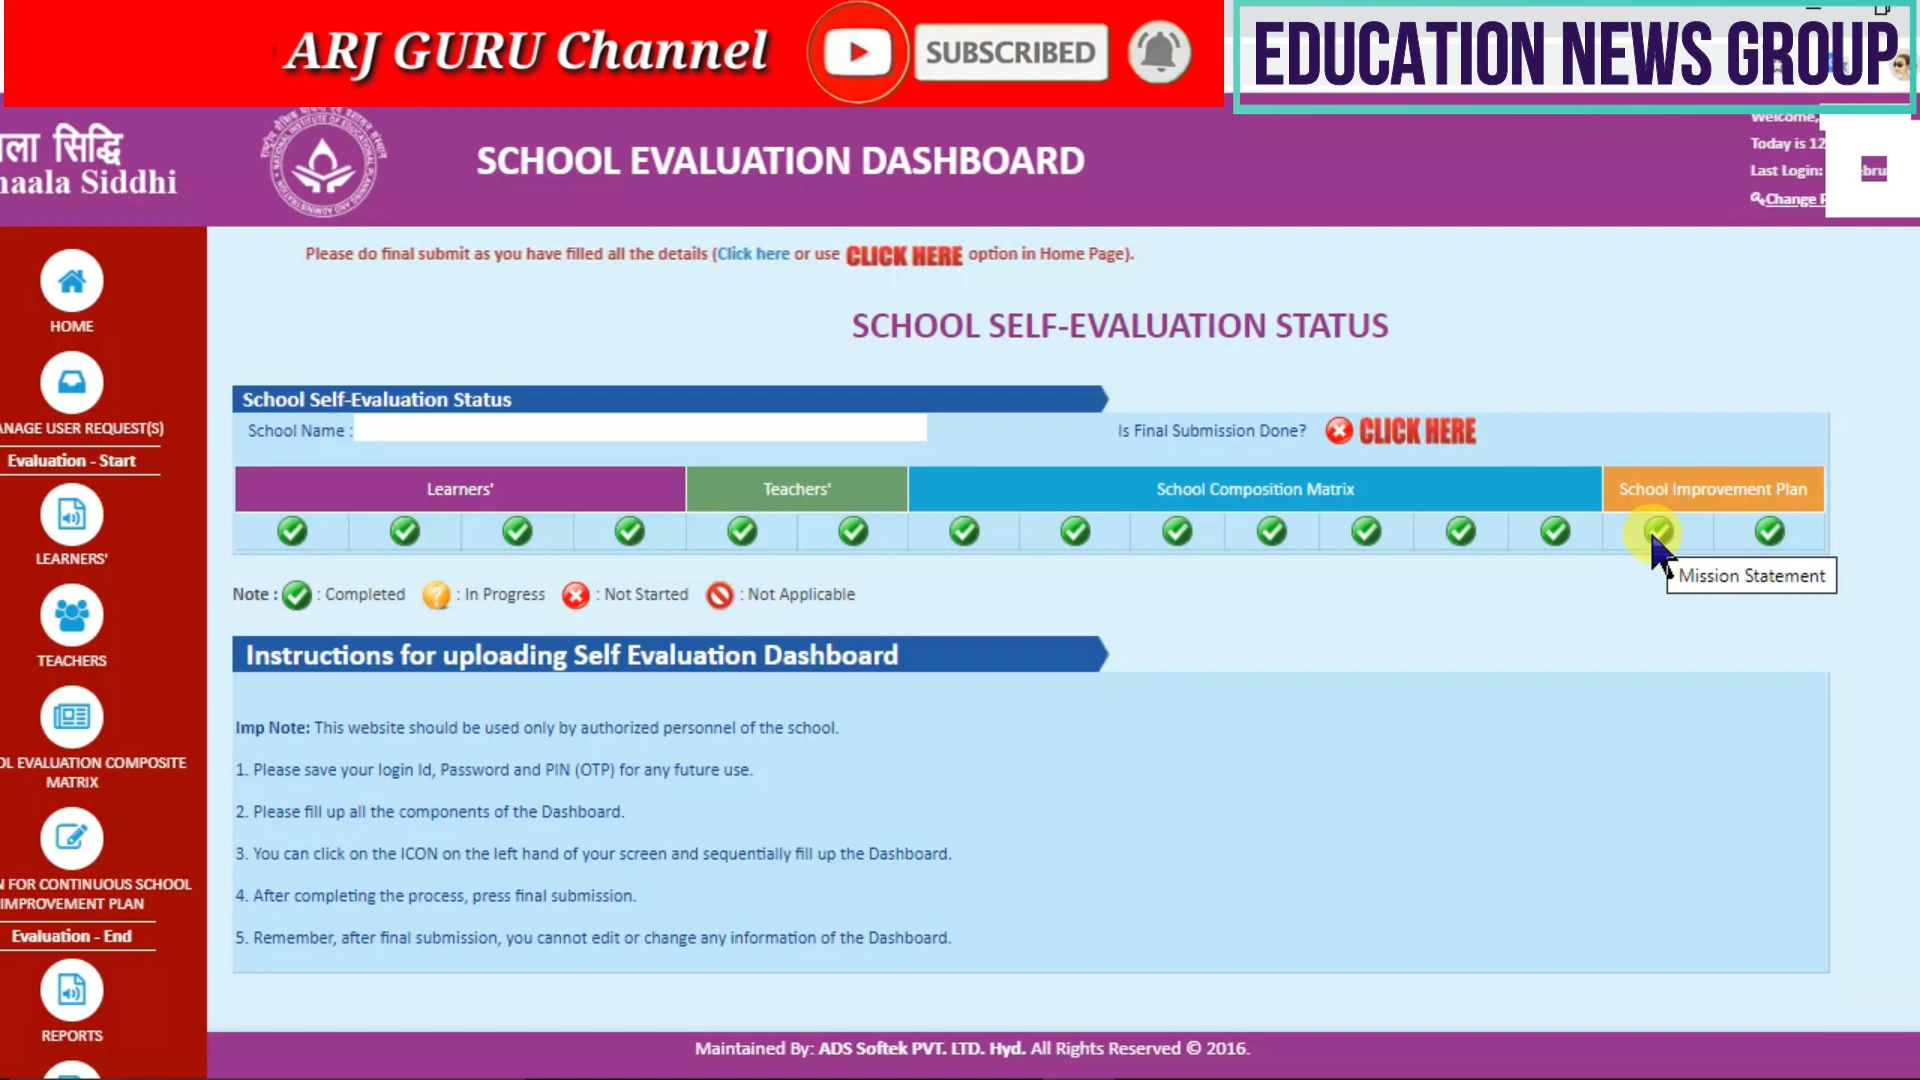 ARJ GURU Channel
SUBSCRIBED
EDUCATION NEWS GROUP
ला सिद्धि
haala Siddhi
SCHOOL EVALUATION DASHBOARD
Welcome,
Today is 12
Last Login:
ebru
Change P
Please do final submit as you have filled all the details (Click here or use CLICK HERE option in Home Page).
SCHOOL SELF-EVALUATION STATUS
HOME
School Self-Evaluation Status
School Name :
Is Final Submission Done? CLICK HERE
ANAGE USER REQUEST(S)
Evaluation - Start
Learners' Teachers' School Composition Matrix School Improvement Plan
Mission Statement
LEARNERS'
Note : : Completed : In Progress : Not Started : Not Applicable
TEACHERS
Instructions for uploading Self Evaluation Dashboard
Imp Note: This website should be used only by authorized personnel of the school.
1. Please save your login Id, Password and PIN (OTP) for any future use.
2. Please fill up all the components of the Dashboard.
3. You can click on the ICON on the left hand of your screen and sequentially fill up the Dashboard.
4. After completing the process, press final submission.
5. Remember, after final submission, you cannot edit or change any information of the Dashboard.
OL EVALUATION COMPOSITE
MATRIX
N FOR CONTINUOUS SCHOOL
IMPROVEMENT PLAN
Evaluation - End
REPORTS
Maintained By: ADS Softek PVT. LTD. Hyd. All Rights Reserved © 2016.